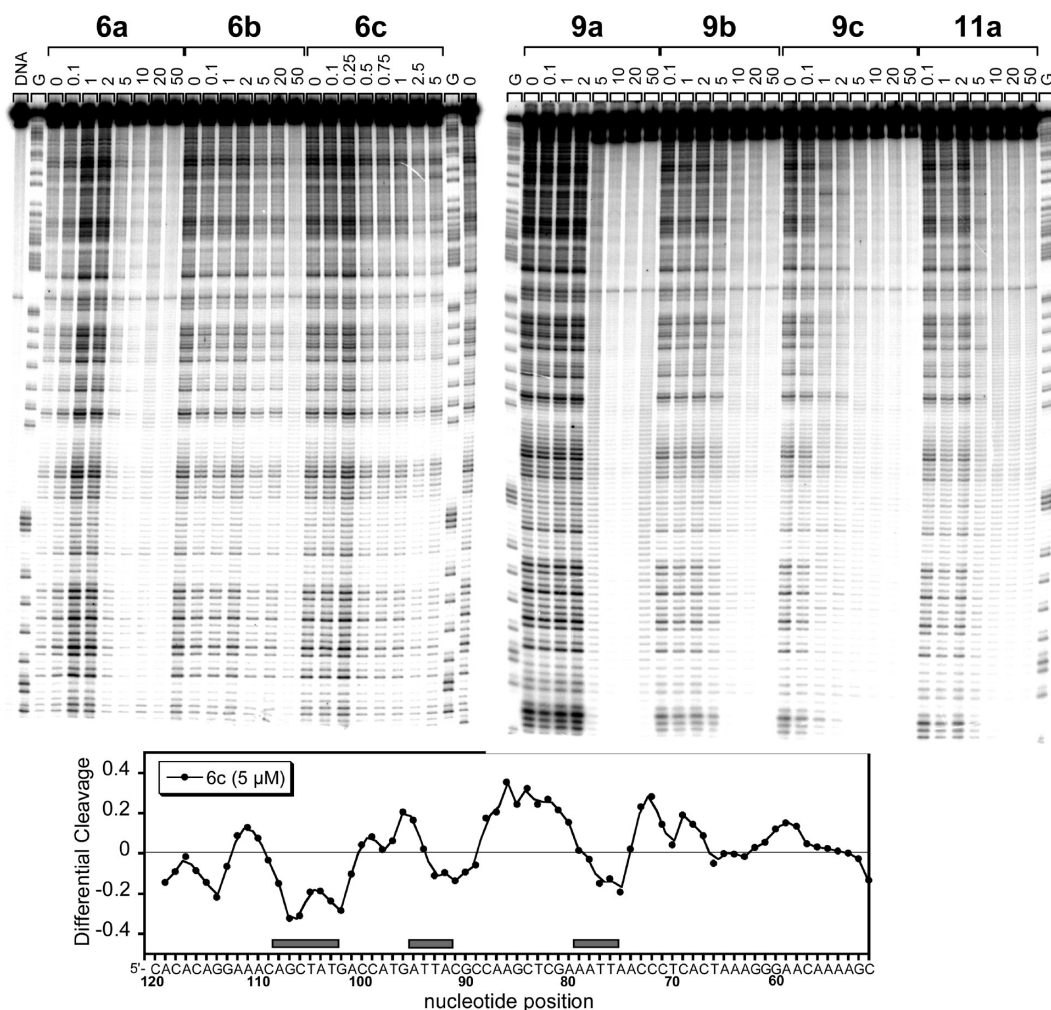 6a 6b 6c 9a 9b 9c 11a
DNA G 0 0.1 1 2 5 10 20 50 0 0.1 1 2 5 20 50 0 0.1 0.25 0.5 0.75 1 2.5 5 G 0
G 0 0.1 1 2 5 10 20 50 0.1 1 2 5 10 20 50 0 0.1 1 2 5 10 20 50 0.1 1 2 5 10 20 50 G
6c (5 µM)
Differential Cleavage
0.4
0.2
0
-0.2
-0.4
5'- CACACAGGAAACAGCTATGACCATGATTACGCCAAGCTCGAAATTAACCCTCACTAAAGGGAACAAAAGC
120 110 100 90 80 70 60
nucleotide position